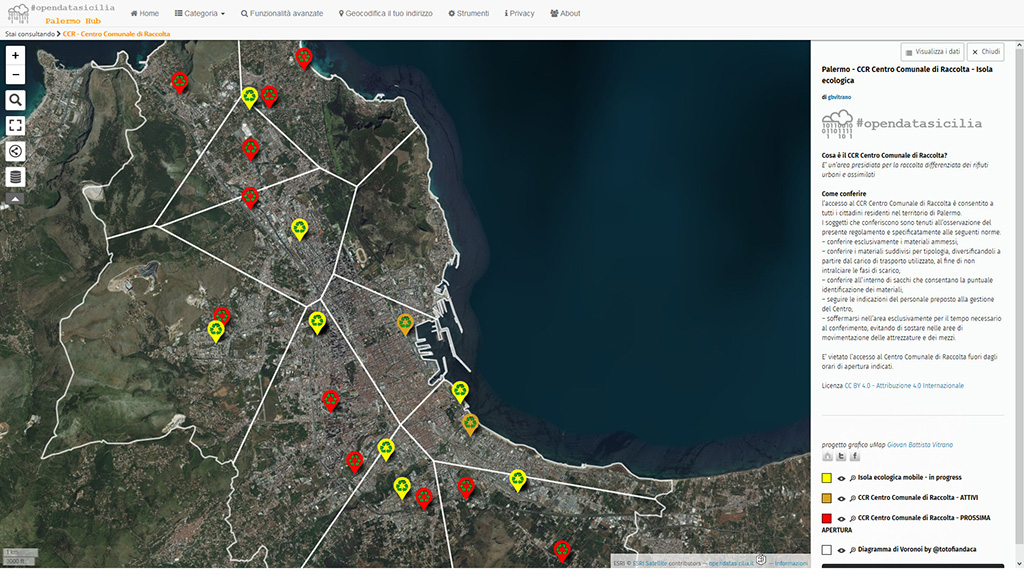 #opendatasicilia
Palermo Hub
Home
Categoria
Funzionalità avanzate
Geocodifica il tuo indirizzo
Strumenti
Privacy
About
Stai consultando > CCR - Centro Comunale di Raccolta
+
−
Visualizza i dati
Chiudi
Palermo - CCR Centro Comunale di Raccolta - Isola
ecologica
di gbvitrano
#opendatasicilia
Cosa è il CCR Centro Comunale di Raccolta?
E' un'area presidiata per la raccolta differenziata dei rifiuti
urbani e assimilati
Come conferire
l'accesso al CCR Centro Comunale di Raccolta è consentito a
tutti i cittadini residenti nel territorio di Palermo.
I soggetti che conferiscono sono tenuti all'osservazione del
presente regolamento e specificatamente alle seguenti norme.
– conferire esclusivamente i materiali ammessi;
– conferire i materiali suddivisi per tipologia, diversificandoli a
partire dal carico di trasporto utilizzato, al fine di non
intralciare le fasi di scarico;
– conferire all'interno di sacchi che consentano la puntuale
identificazione dei materiali;
– seguire le indicazioni del personale preposto alla gestione
del Centro;
– soffermarsi nell'area esclusivamente per il tempo necessario
al conferimento, evitando di sostare nelle aree di
movimentazione delle attrezzature e dei mezzi.
E' vietato l'accesso al Centro Comunale di Raccolta fuori dagli
orari di apertura indicati.
Licenza CC BY 4.0 - Attribuzione 4.0 Internazionale
progetto grafico uMap Giovan Battista Vitrano
Isola ecologica mobile - in progress
CCR Centro Comunale di Raccolta - ATTIVI
CCR Centro Comunale di Raccolta - PROSSIMA
APERTURA
Diagramma di Voronoi by @totofiandaca
1 km
3000 ft
ESRI © ESRI Satellite contributors — opendatasicilia.it — Informazioni